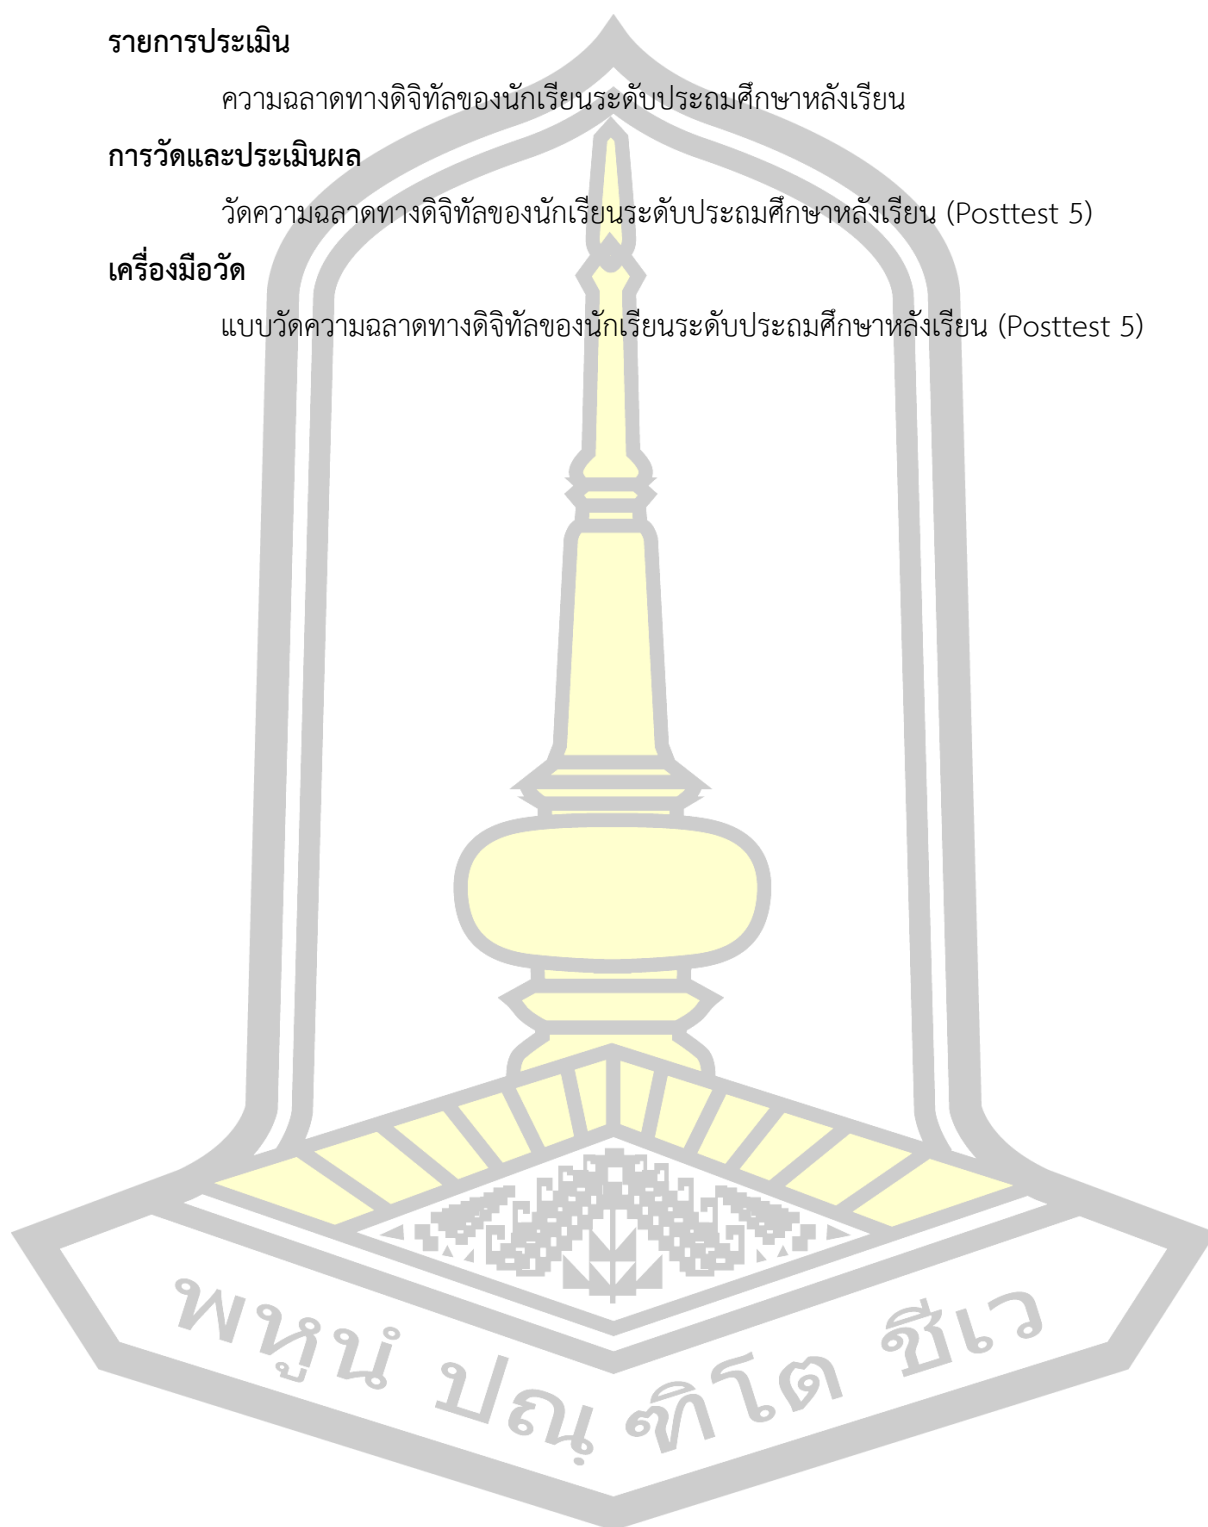 รายการประเมิน
ความฉลาดทางดิจิทัลของนักเรียนระดับประถมศึกษาหลังเรียน
การวัดและประเมินผล
วัดความฉลาดทางดิจิทัลของนักเรียนระดับประถมศึกษาหลังเรียน (Posttest 5)
เครื่องมือวัด
แบบวัดความฉลาดทางดิจิทัลของนักเรียนระดับประถมศึกษาหลังเรียน (Posttest 5)
พหูนํ ปณฺ ฑิโต ชีเว